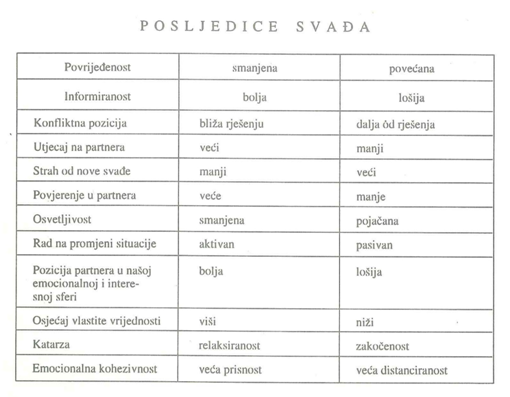 POSLJEDICE SVAĐA
Povrijeđenost smanjena povećana
Informiranost bolja lošija
Konfliktna pozicija bliža rješenju dalja ôd rješenja
Utjecaj na partnera veći manji
Strah od nove svađe manji veći
Povjerenje u partnera veće manje
Osvetljivost smanjena pojačana
Rad na promjeni situacije aktivan pasivan
Pozicija partnera u našoj bolja lošija
emocionalnoj i intere-
snoj sferi
Osjećaj vlastite vrijednosti viši niži
Katarza relaksiranost zakočenost
Emocionalna kohezivnost veća prisnost veća distanciranost